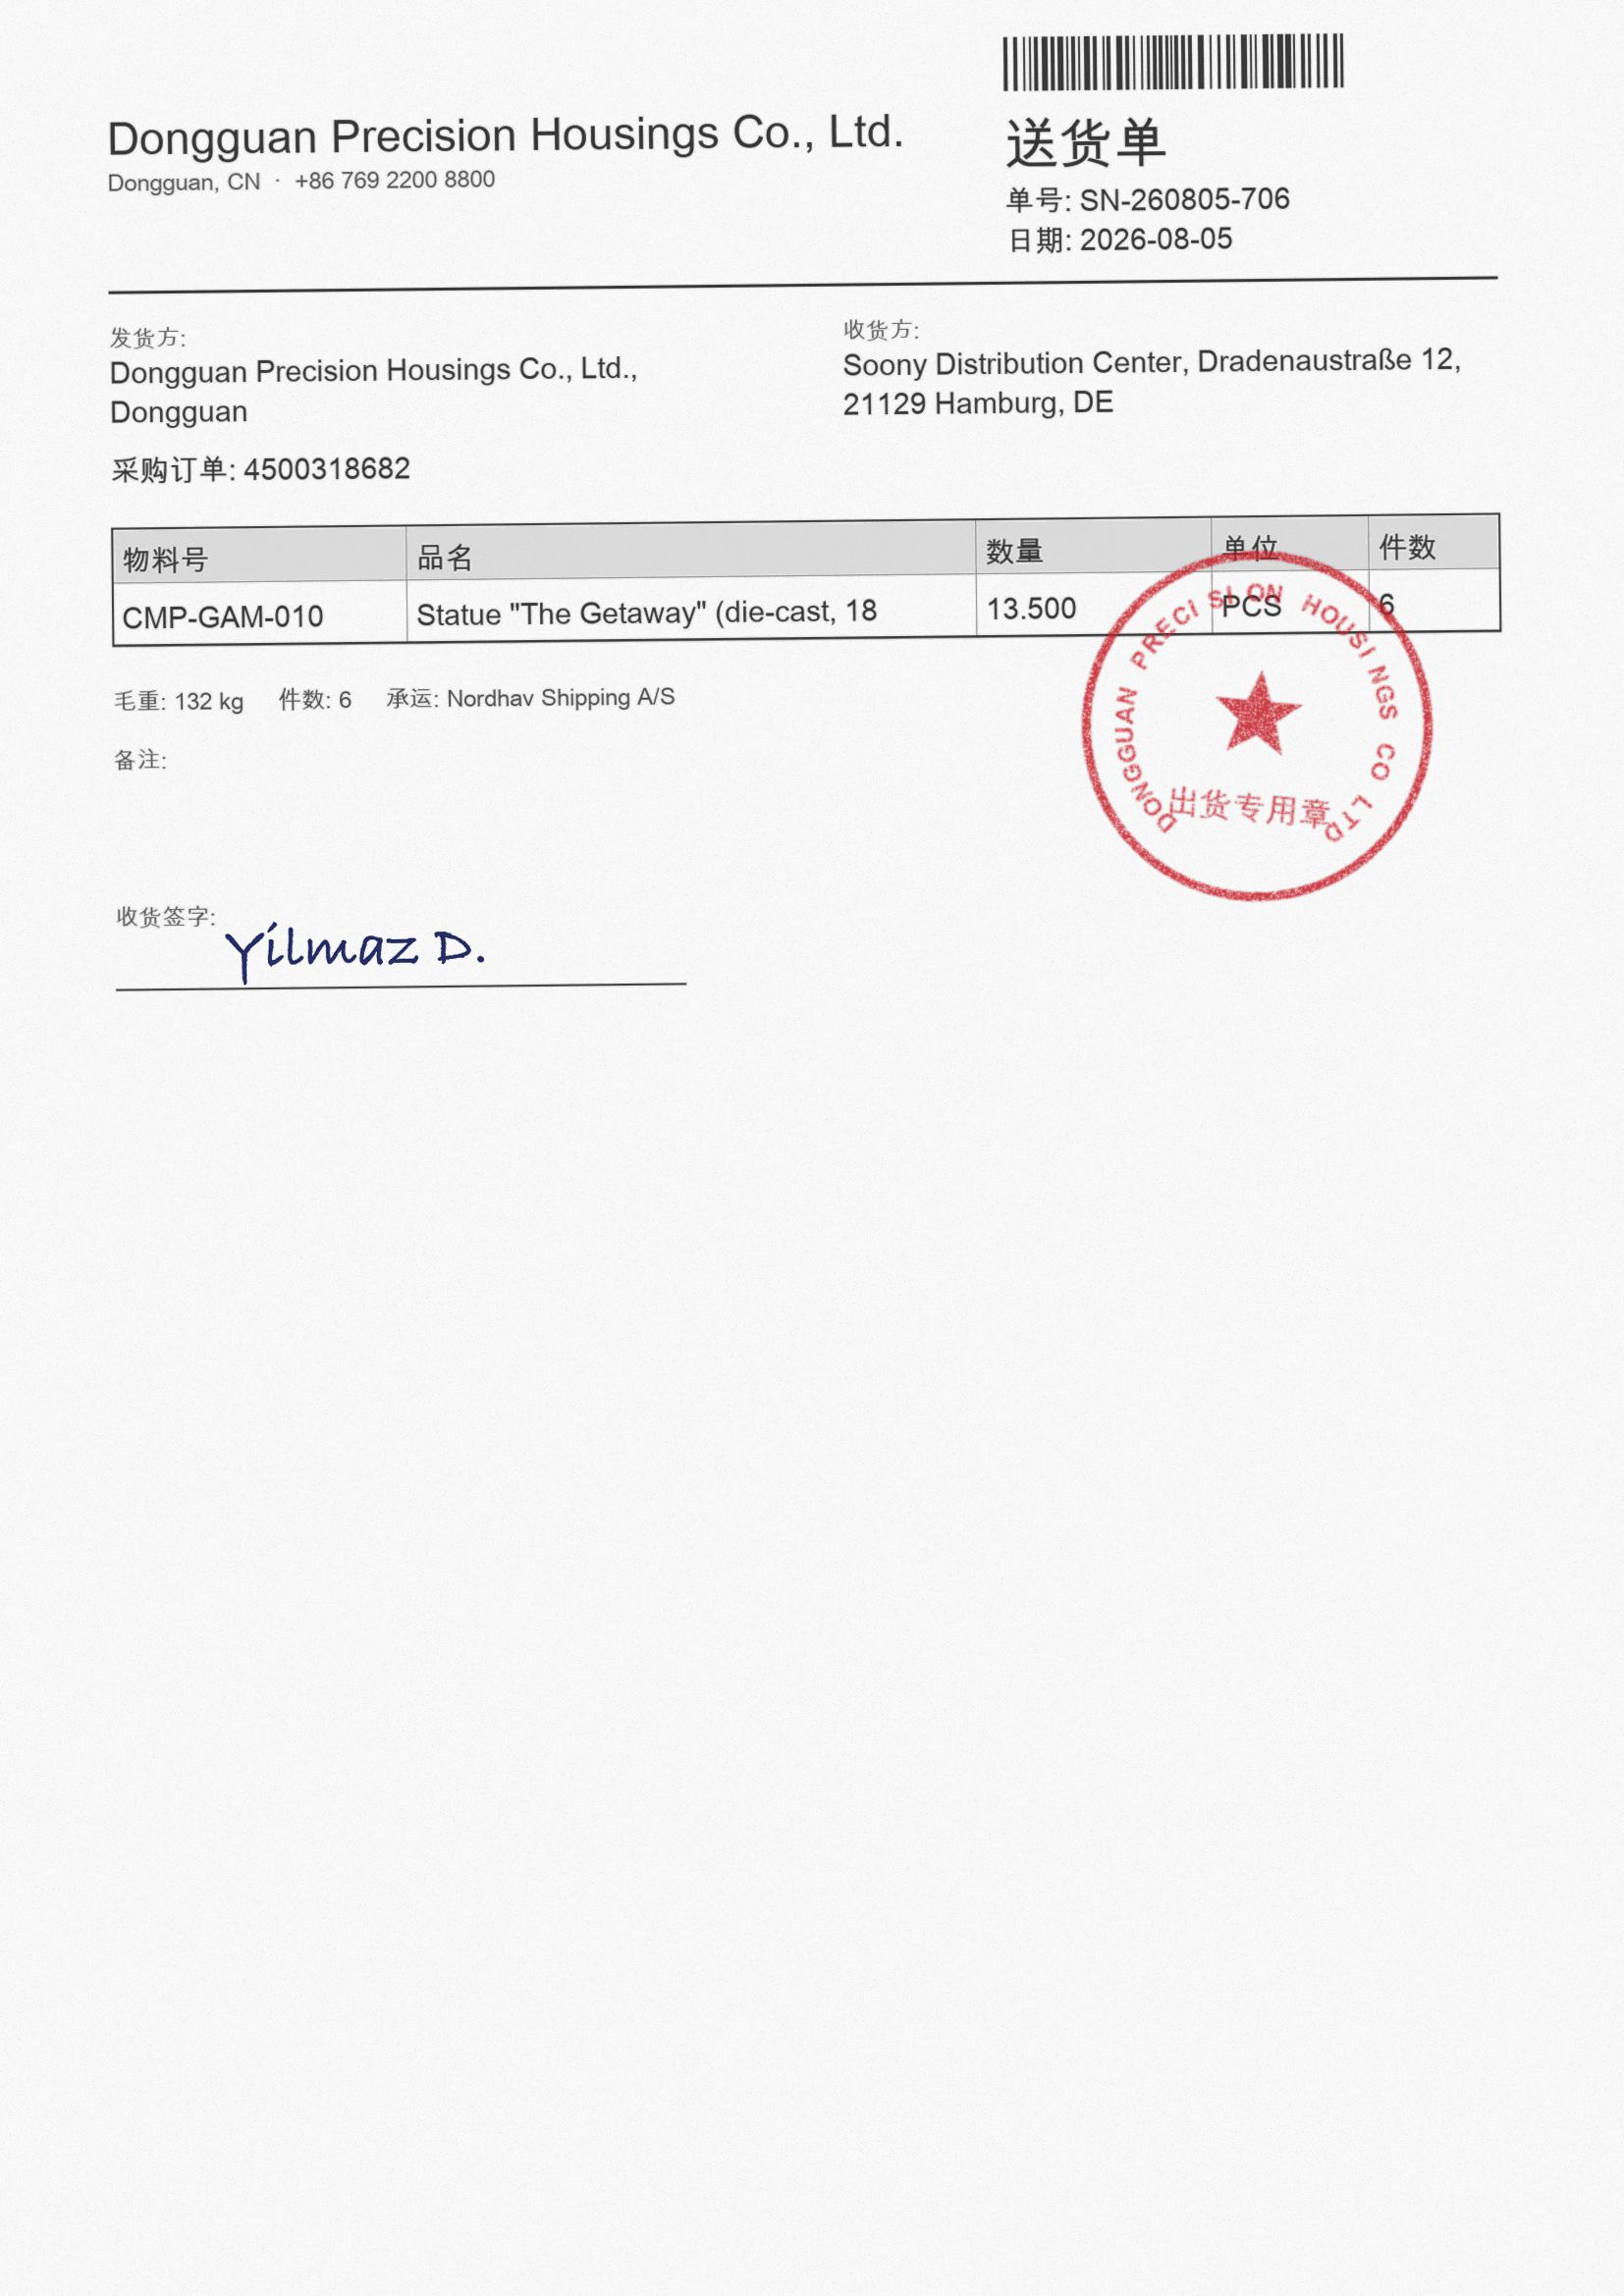 Dongguan Precision Housings Co., Ltd.
Dongguan, CN · +86 769 2200 8800
送货单
单号: SN-260805-706
日期: 2026-08-05
发货方:
Dongguan Precision Housings Co., Ltd.,
Dongguan
收货方:
Soony Distribution Center, Dradenaustraße 12,
21129 Hamburg, DE
采购订单: 4500318682
物料号 品名 数量 单位 件数
CMP-GAM-010 Statue "The Getaway" (die-cast, 18 13.500 PCS 6
毛重: 132 kg 件数: 6 承运: Nordhav Shipping A/S
备注:
DONGGUAN PRECISION HOUSINGS CO LTD
出货专用章
收货签字:
Yilmaz D.